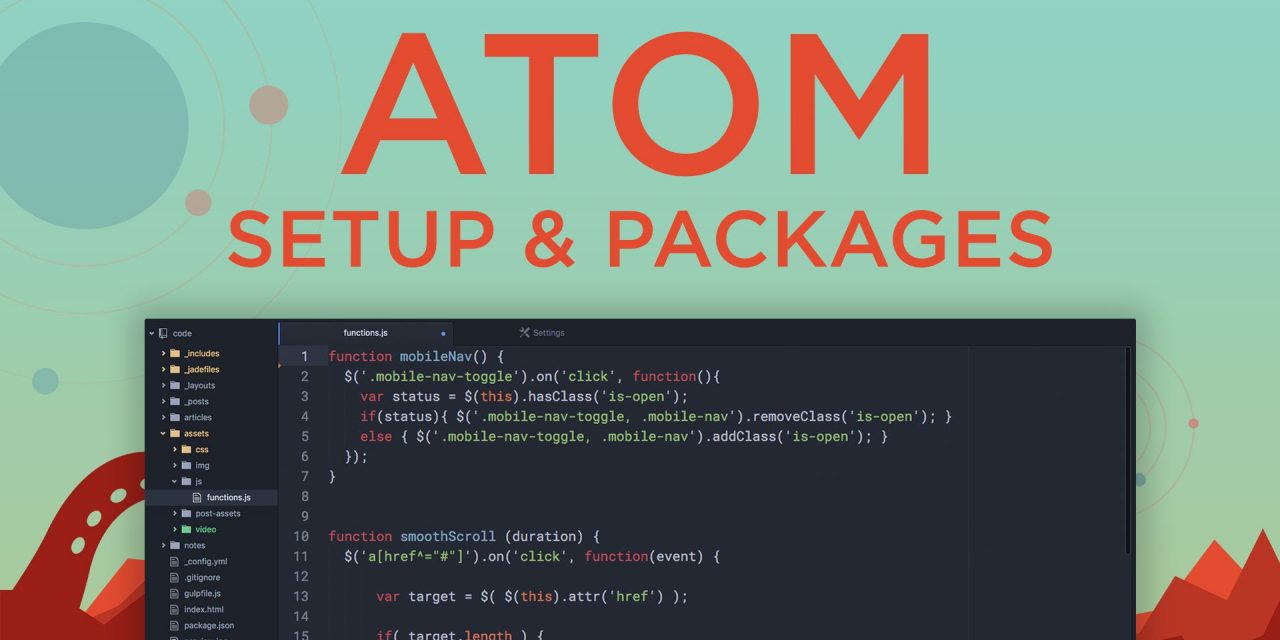 ATOM
SETUP & PACKAGES
code
_includes
_jadefiles
_layouts
_posts
articles
assets
css
img
js
functions.js
post-assets
video
notes
_config.yml
.gitignore
gulpfile.js
index.html
package.json
functions.js
Settings
1 function mobileNav() {
2 $('.mobile-nav-toggle').on('click', function(){
3 var status = $(this).hasClass('is-open');
4 if(status){ $('.mobile-nav-toggle, .mobile-nav').removeClass('is-open'); }
5 else { $('.mobile-nav-toggle, .mobile-nav').addClass('is-open'); }
6 });
7 }
8
9
10 function smoothScroll (duration) {
11 $('a[href^="#"]').on('click', function(event) {
12
13 var target = $( $(this).attr('href') );
14
15 if( target.length ) {